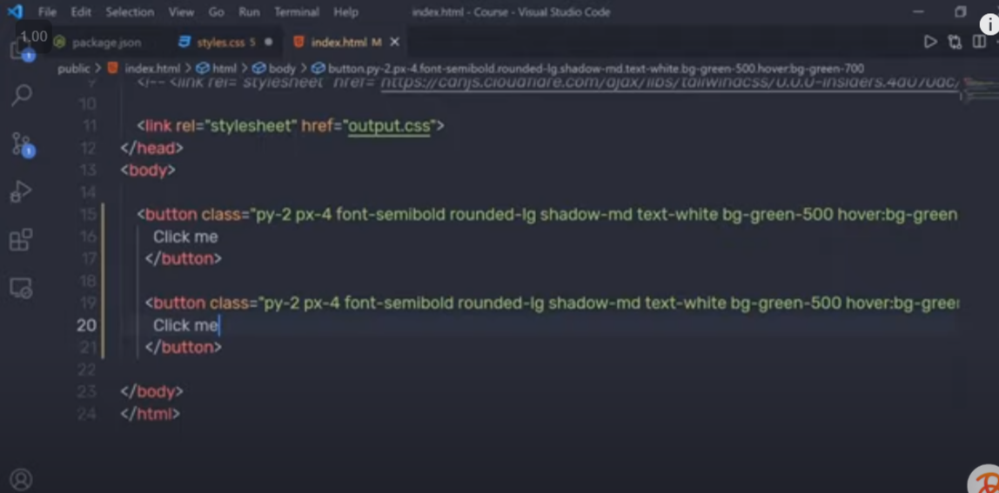 File Edit Selection View Go Run Terminal Help index.html - Course - Visual Studio Code
1.00 package.json styles.css 5 index.html M
public > index.html > html > body > button.py-2.px-4.font-semibold.rounded-lg.shadow-md.text-white.bg-green-500.hover:bg-green-700
9 <!-- <link rel="stylesheet" href="https://cdnjs.cloudflare.com/ajax/libs/tailwindcss/0.0.0-insiders.4a070ac/
10
11 <link rel="stylesheet" href="output.css">
12 </head>
13 <body>
14
15 <button class="py-2 px-4 font-semibold rounded-lg shadow-md text-white bg-green-500 hover:bg-green
16 Click me
17 </button>
18
19 <button class="py-2 px-4 font-semibold rounded-lg shadow-md text-white bg-green-500 hover:bg-green
20 Click me
21 </button>
22
23 </body>
24 </html>
1
1